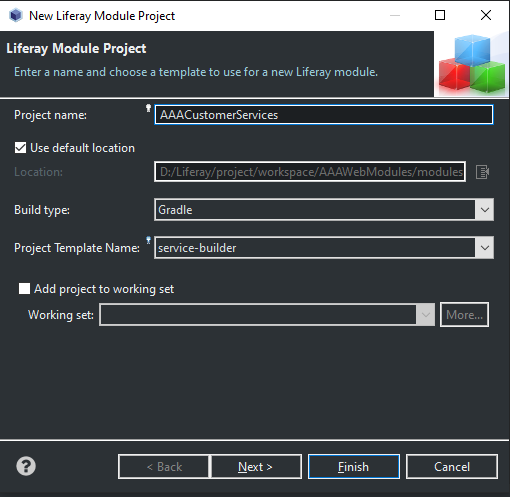 New Liferay Module Project
Liferay Module Project
Enter a name and choose a template to use for a new Liferay module.
Project name: AAACustomerServices
Use default location
Location: D:/Liferay/project/workspace/AAAWebModules/modules
Build type: Gradle
Project Template Name: service-builder
Add project to working set
Working set: More...
? < Back Next > Finish Cancel